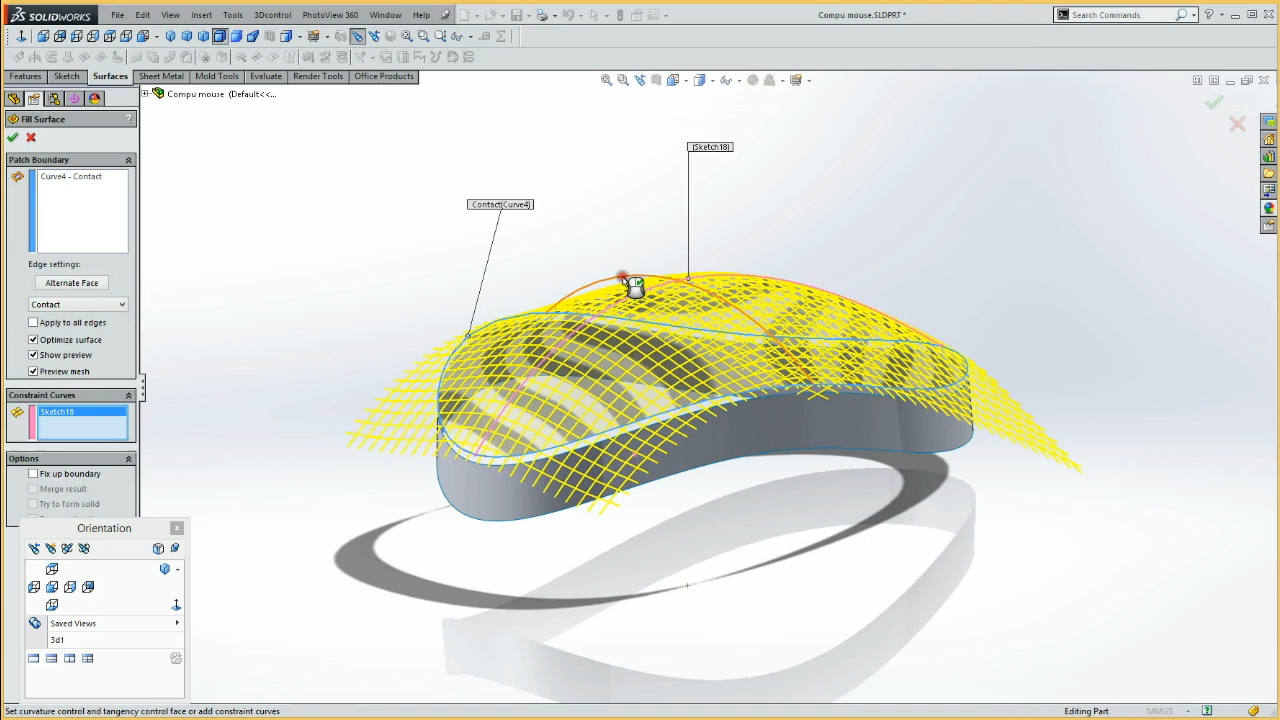 SOLIDWORKS File Edit View Insert Tools 3Dcontrol PhotoView 360 Window Help Compu mouse.SLDPRT * Search Commands
Features Sketch Surfaces Sheet Metal Mold Tools Evaluate Render Tools Office Products
Compu mouse (Default<<...
Fill Surface ?
Patch Boundary
Curve4 - Contact
Edge settings:
Alternate Face
Contact
Apply to all edges
Optimize surface
Show preview
Preview mesh
Constraint Curves
Sketch18
Options
Fix up boundary
Merge result
Try to form solid
Orientation
Saved Views
3d1
(Sketch18)
Contact(Curve4)
Set curvature control and tangency control face or add constraint curves Editing Part MMGS